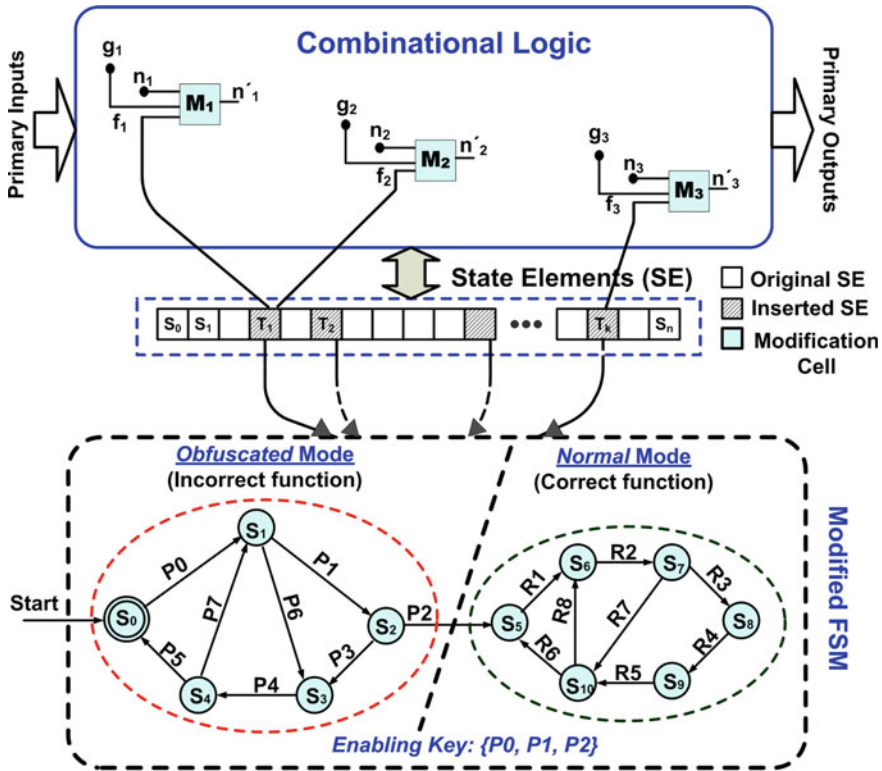 Combinational Logic
Primary Inputs
Primary Outputs
g1
n1
M1
n´1
f1
g2
n2
M2
n´2
f2
g3
n3
M3
n´3
f3
State Elements (SE)
S0 S1 T1 T2 ••• Tk Sn
Original SE
Inserted SE
Modification
Cell
Obfuscated Mode
(Incorrect function)
Normal Mode
(Correct function)
Modified FSM
Start
S0
P0
S1
P1
P7
P6
S2
P2
P5
P3
S4
P4
S3
S5
R1
S6
R2
S7
R3
R8
R7
S8
R6
R4
S10
R5
S9
Enabling Key: {P0, P1, P2}